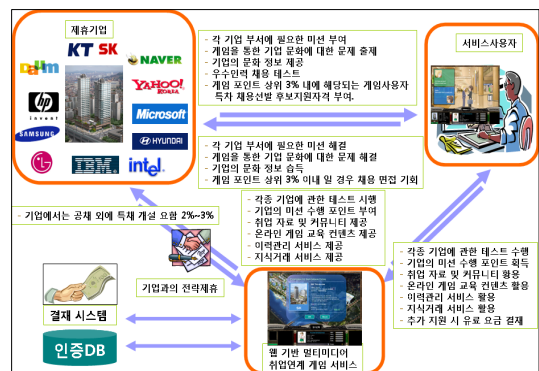 제휴기업
KT SK
Daum
NAVER
YAHOO!
KOREA
hp
invent
Microsoft
SAMSUNG
HYUNDAI
LG
IBM
intel
- 각 기업 부서에 필요한 미션 부여
- 게임을 통한 기업 문화에 대한 문제 출제
- 기업의 문화 정보 제공
- 우수인력 채용 테스트
- 게임 포인트 상위 3% 내에 해당되는 게임사용자
특차 채용선발 후보지원자격 부여.
서비스사용자
- 각 기업 부서에 필요한 미션 해결
- 게임을 통한 기업 문화에 대한 문제 해결
- 기업의 문화 정보 습득
- 게임 포인트 상위 3% 이내 일 경우 채용 면접 기회
- 기업에서는 공채 외에 특채 개설 요함 2%~3%
- 각종 기업에 관한 테스트 시행
- 기업의 미션 수행 포인트 부여
- 취업 자료 및 커뮤니티 제공
- 온라인 게임 교육 컨텐츠 제공
- 이력관리 서비스 제공
- 지식거래 서비스 제공
- 각종 기업에 관한 테스트 수행
- 기업의 미션 수행 포인트 획득
- 취업 자료 및 커뮤니티 활용
- 온라인 게임 교육 컨텐츠 활용
- 이력관리 서비스 활용
- 지식거래 서비스 활용
- 추가 지원 시 유료 요금 결재
기업과의 전략제휴
결재 시스템
인증DB
웹 기반 멀티미디어
취업연계 게임 서비스